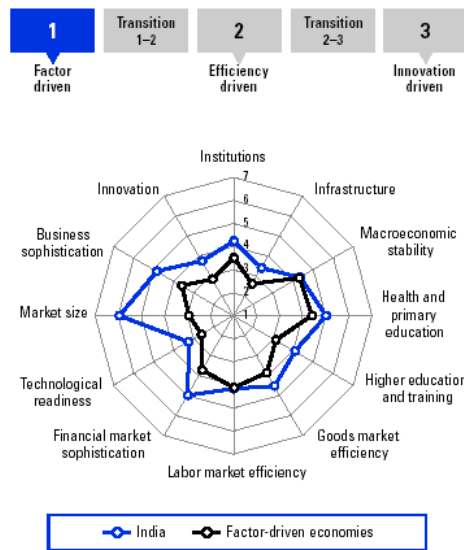 1
Transition
1–2
2
Transition
2–3
3
Factor
driven
Efficiency
driven
Innovation
driven
Institutions
7
6
5
4
3
2
1
Infrastructure
Macroeconomic
stability
Health and
primary
education
Higher education
and training
Goods market
efficiency
Labor market efficiency
Financial market
sophistication
Technological
readiness
Market size
Business
sophistication
Innovation
India
Factor-driven economies